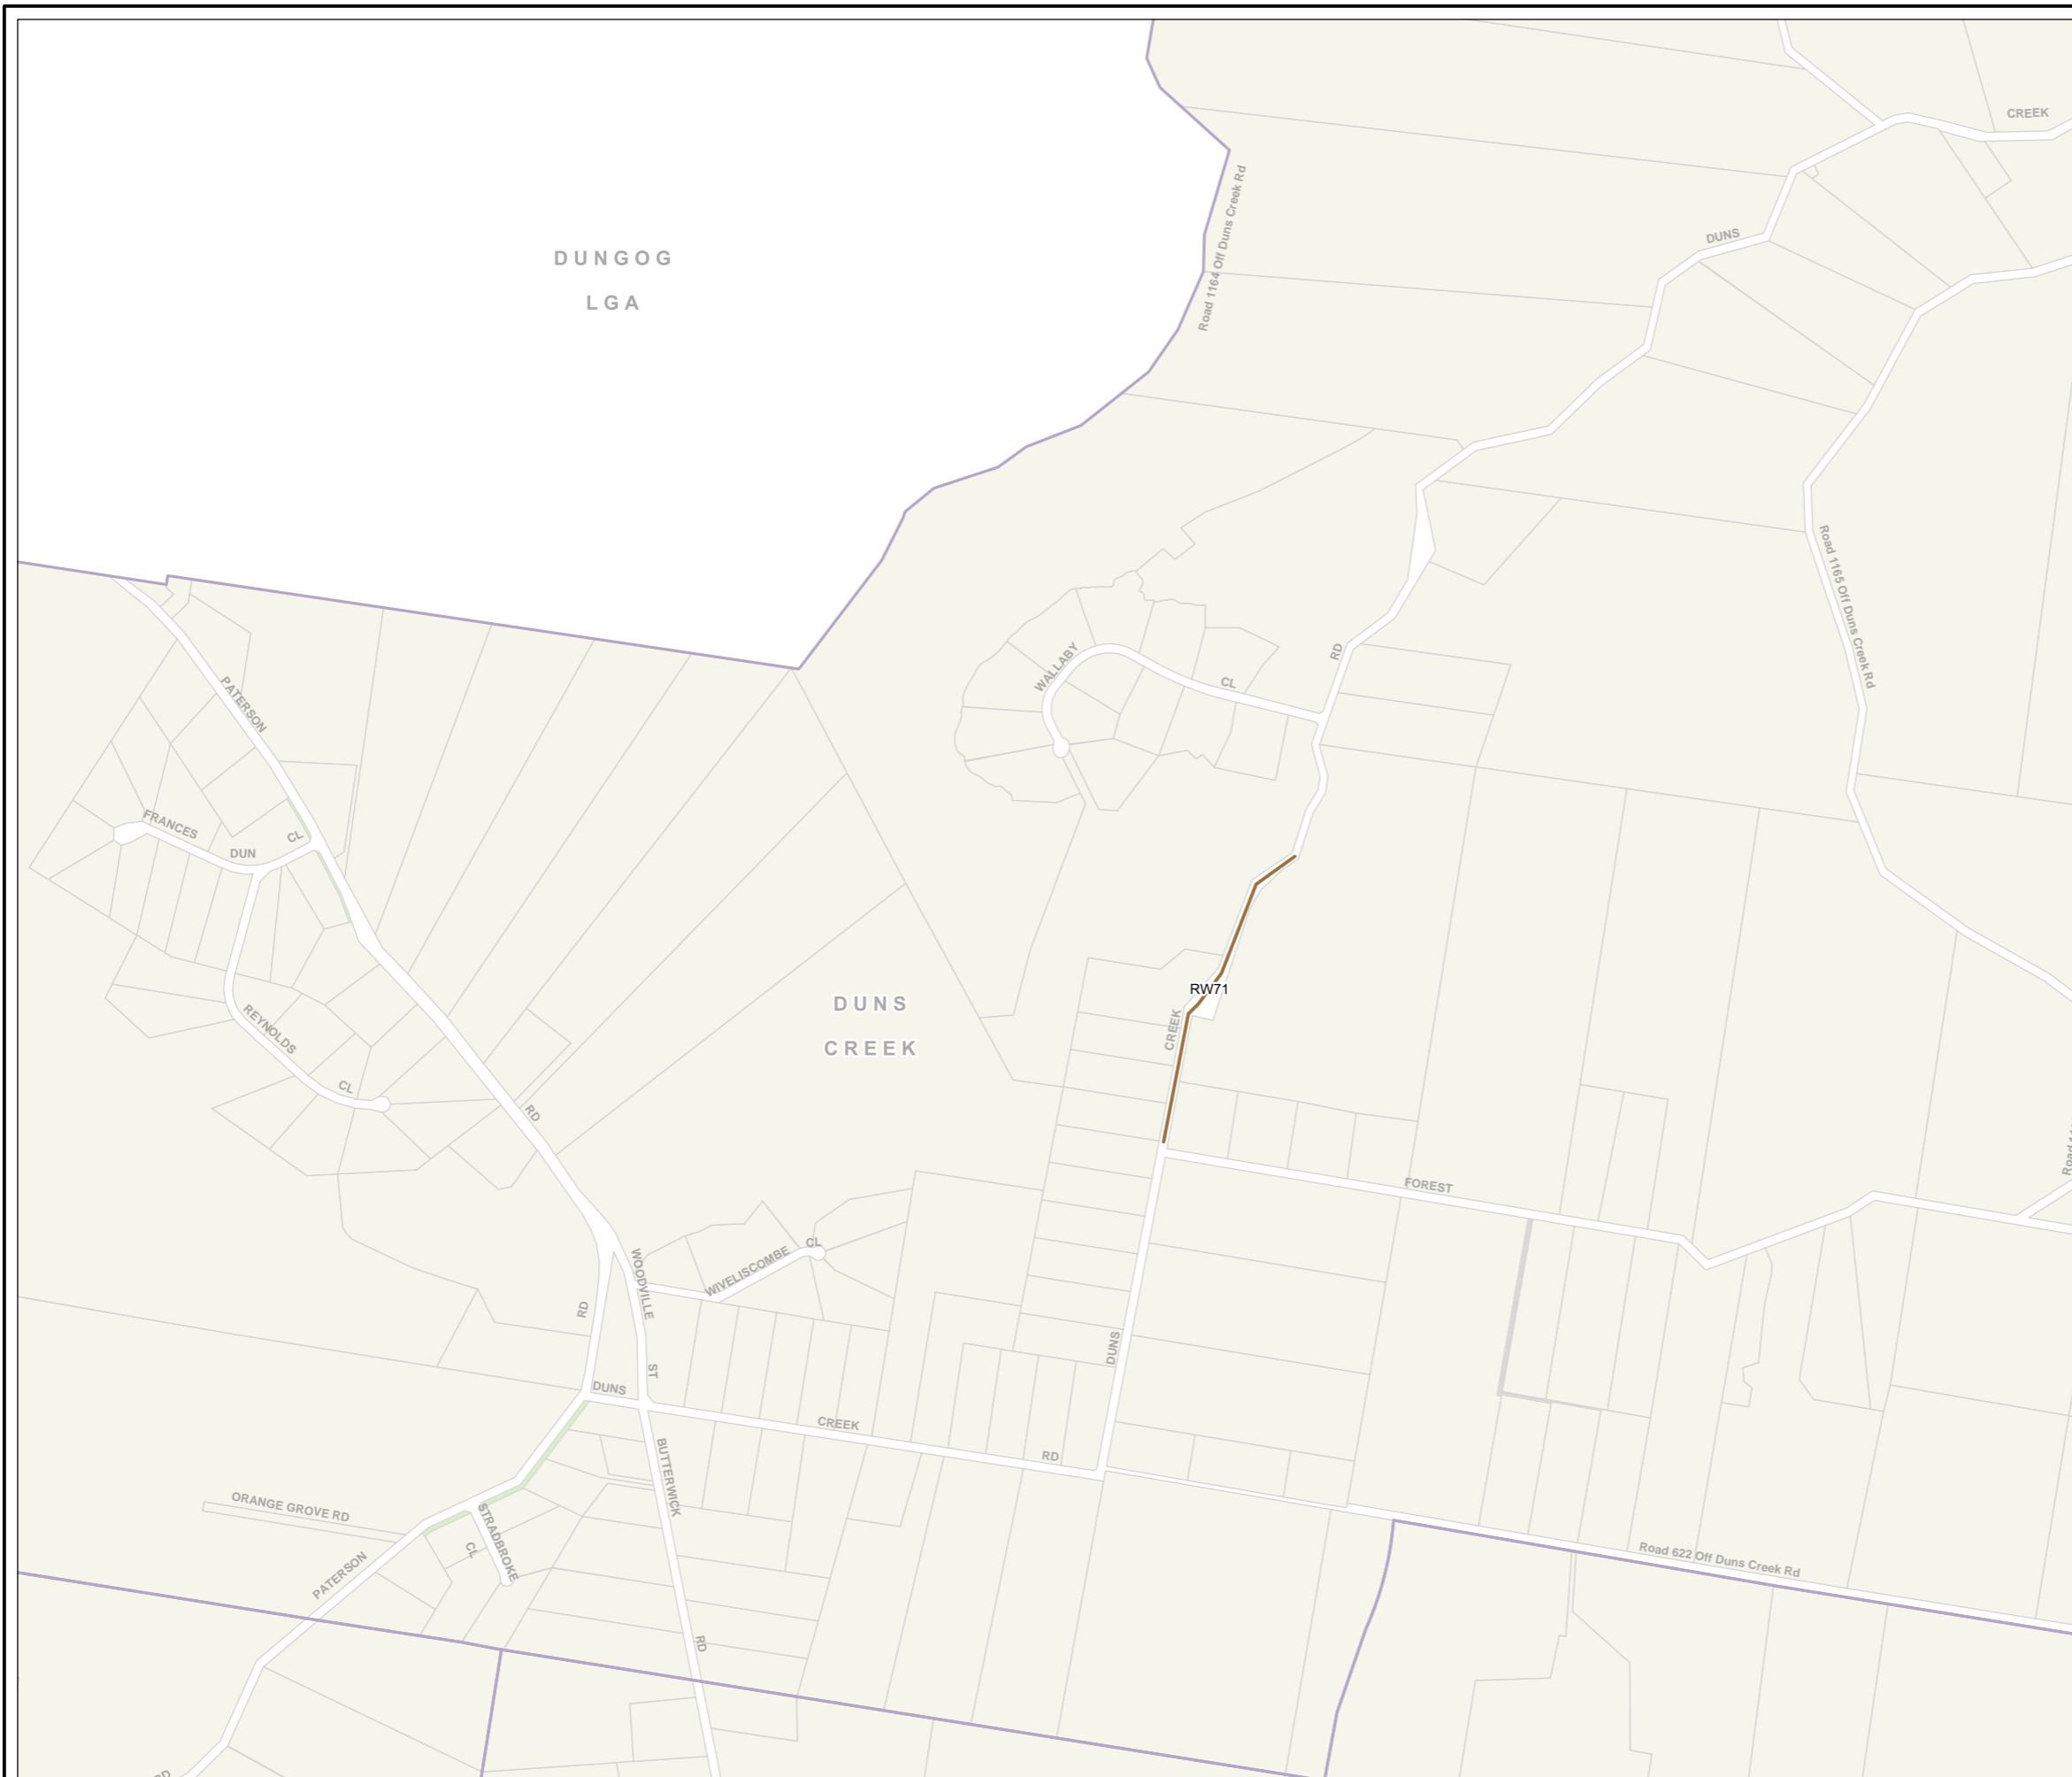 CREEK
DUNGOG
LGA
Road 1164 Off Duns Creek Rd
DUNS
Road 1165 Off Duns Creek Rd
WALLABY
CL
RD
PATERSON
FRANCES
DUN
CL
RW71
DUNS
CREEK
CREEK
REYNOLDS
CL
RD
FOREST
WIVELISCOMBE
CL
WOODVILLE
ST
RD
DUNS
DUNS
CREEK
RD
BUTTERWICK
RD
ORANGE GROVE RD
STRADBROKE
CL
PATERSON
Road 622 Off Duns Creek Rd
RD